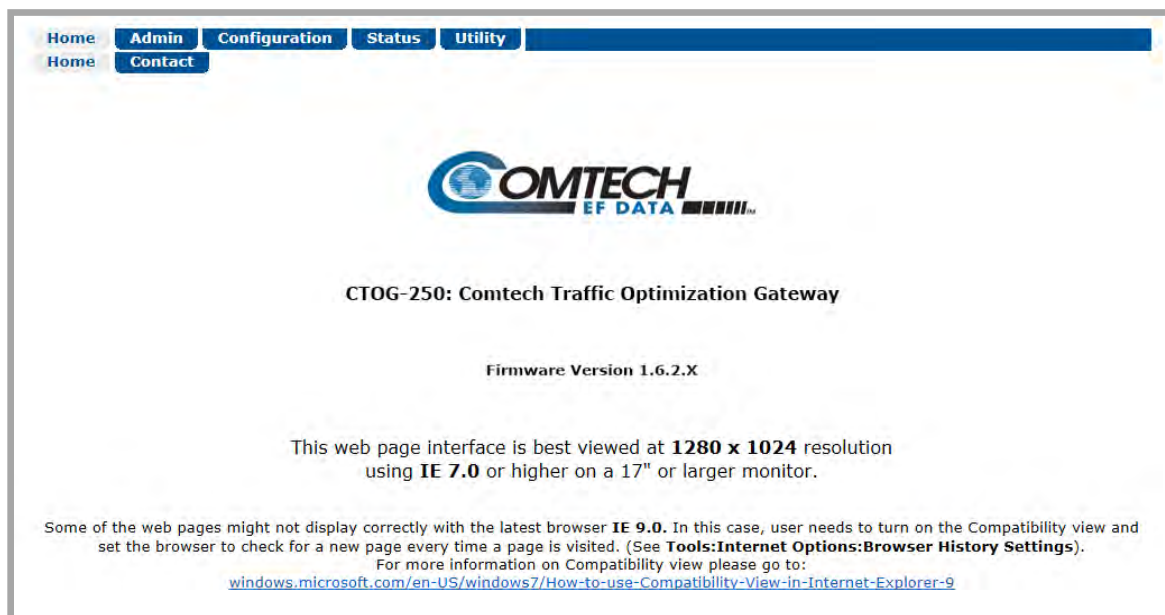 Home Admin Configuration Status Utility
Home Contact
COMTECH
EF DATA
CTOG-250: Comtech Traffic Optimization Gateway
Firmware Version 1.6.2.X
This web page interface is best viewed at 1280 x 1024 resolution
using IE 7.0 or higher on a 17" or larger monitor.
Some of the web pages might not display correctly with the latest browser IE 9.0. In this case, user needs to turn on the Compatibility view and
set the browser to check for a new page every time a page is visited. (See Tools:Internet Options:Browser History Settings).
For more information on Compatibility view please go to:
windows.microsoft.com/en-US/windows7/How-to-use-Compatibility-View-in-Internet-Explorer-9